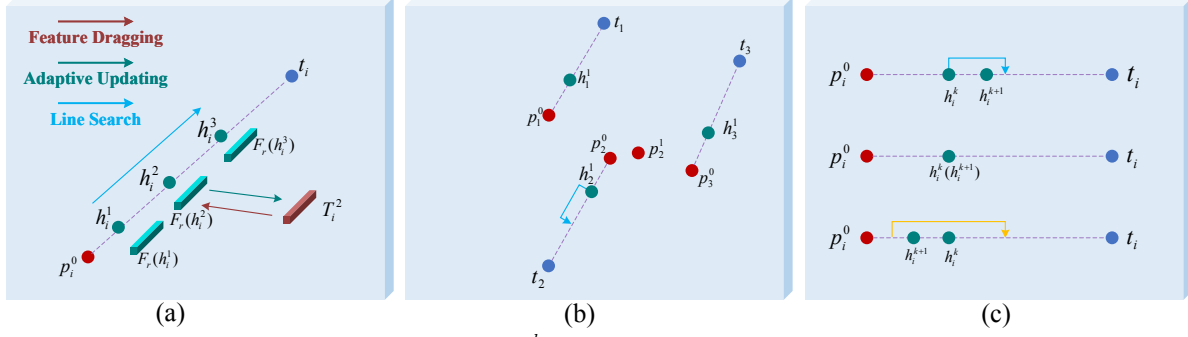 Feature Dragging
Adaptive Updating
Line Search
t_i
h_i^3
F_r(h_i^3)
h_i^2
F_r(h_i^2)
T_i^2
h_i^1
F_r(h_i^1)
p_i^0
(a)
t_1
h_1^1
p_1^0
t_3
h_3^1
p_2^0
p_2^1
p_3^0
h_2^1
t_2
(b)
p_i^0
h_i^k
h_i^{k+1}
t_i
p_i^0
h_i^k(h_i^{k+1})
t_i
p_i^0
h_i^{k+1}
h_i^k
t_i
(c)